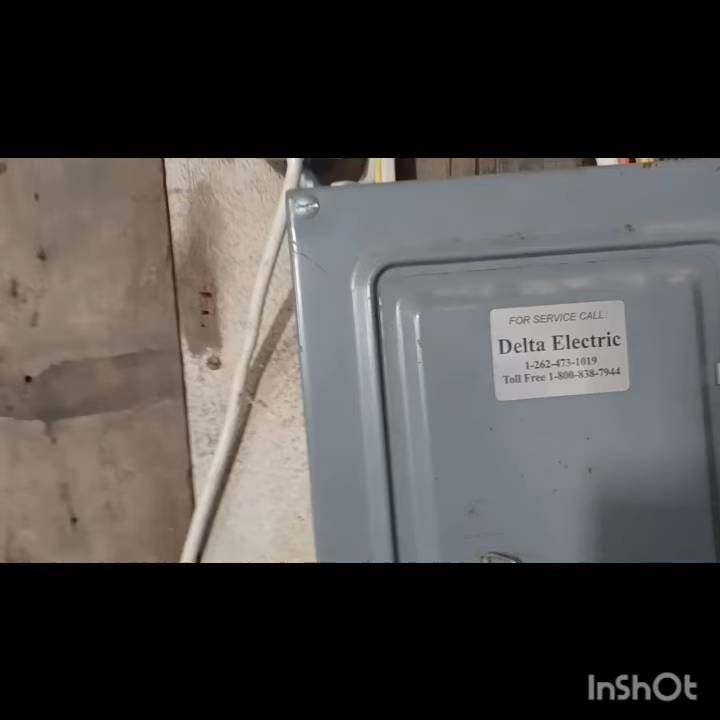 FOR SERVICE CALL:
Delta Electric
1-262-473-1019
Toll Free 1-800-838-7944
InShOt